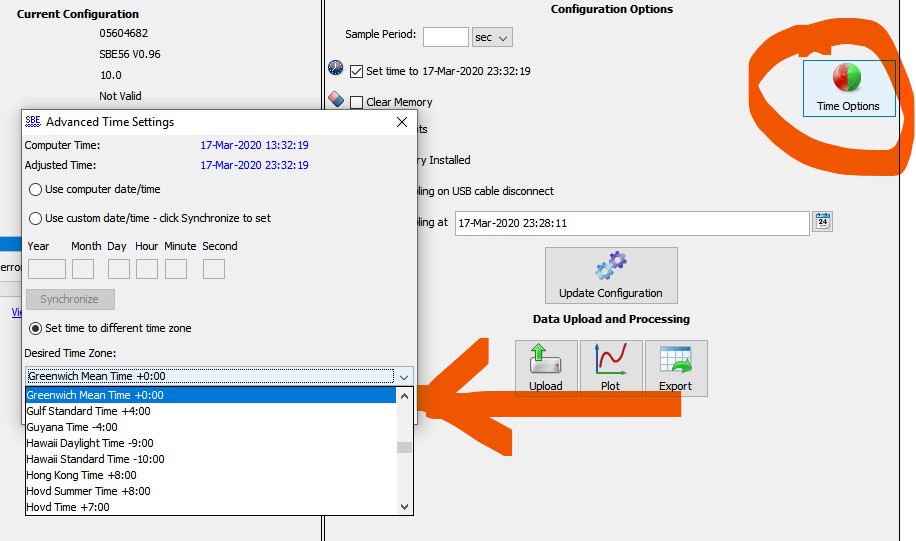 Current Configuration
05604682
SBE56 V0.96
10.0
Not Valid
Configuration Options
Sample Period:
sec
Set time to 17-Mar-2020 23:32:19
Clear Memory
Time Options
ts
ry Installed
ling on USB cable disconnect
ling at 17-Mar-2020 23:28:11
Update Configuration
Data Upload and Processing
Upload Plot Export
error
Vi
SBE Advanced Time Settings
Computer Time: 17-Mar-2020 13:32:19
Adjusted Time: 17-Mar-2020 23:32:19
Use computer date/time
Use custom date/time - click Synchronize to set
Year Month Day Hour Minute Second
Synchronize
Set time to different time zone
Desired Time Zone:
Greenwich Mean Time +0:00
Greenwich Mean Time +0:00
Gulf Standard Time +4:00
Guyana Time -4:00
Hawaii Daylight Time -9:00
Hawaii Standard Time -10:00
Hong Kong Time +8:00
Hovd Summer Time +8:00
Hovd Time +7:00